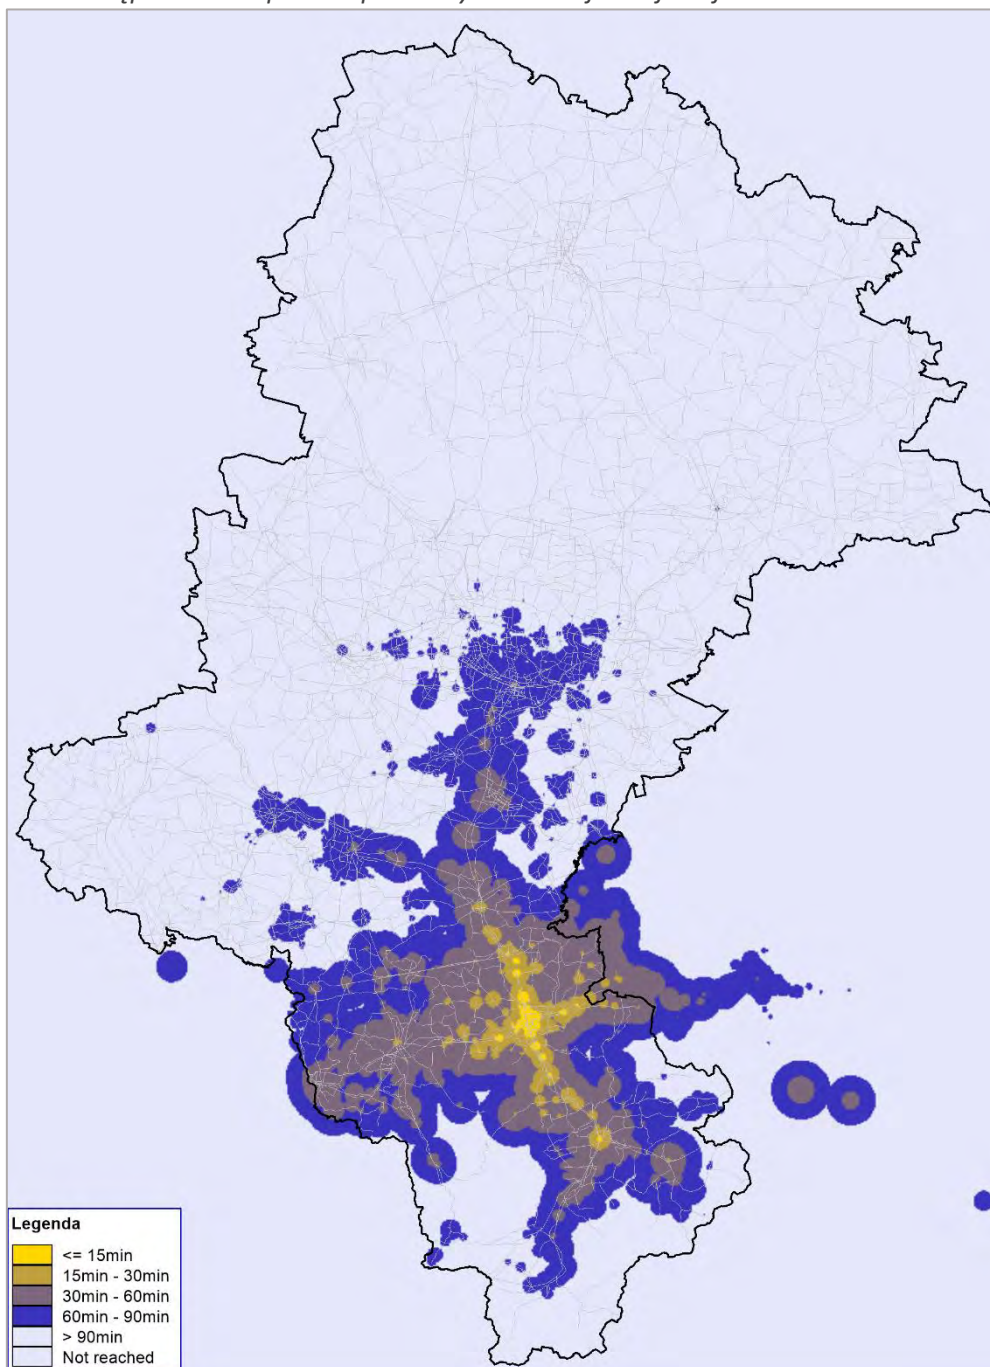 Legenda
<= 15min
15min - 30min
30min - 60min
60min - 90min
> 90min
Not reached